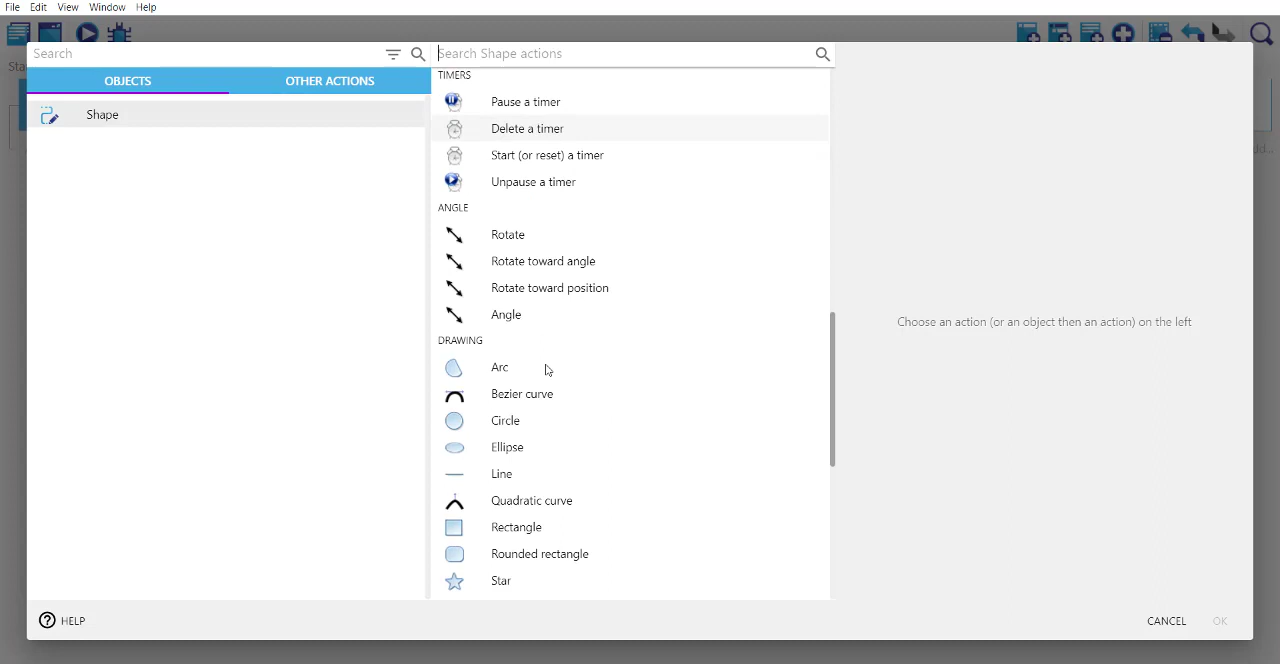 File Edit View Window Help
Search
Search Shape actions
OBJECTS OTHER ACTIONS
Shape
TIMERS
Pause a timer
Delete a timer
Start (or reset) a timer
Unpause a timer
ANGLE
Rotate
Rotate toward angle
Rotate toward position
Angle
DRAWING
Arc
Bezier curve
Circle
Ellipse
Line
Quadratic curve
Rectangle
Rounded rectangle
Star
Choose an action (or an object then an action) on the left
HELP
CANCEL OK